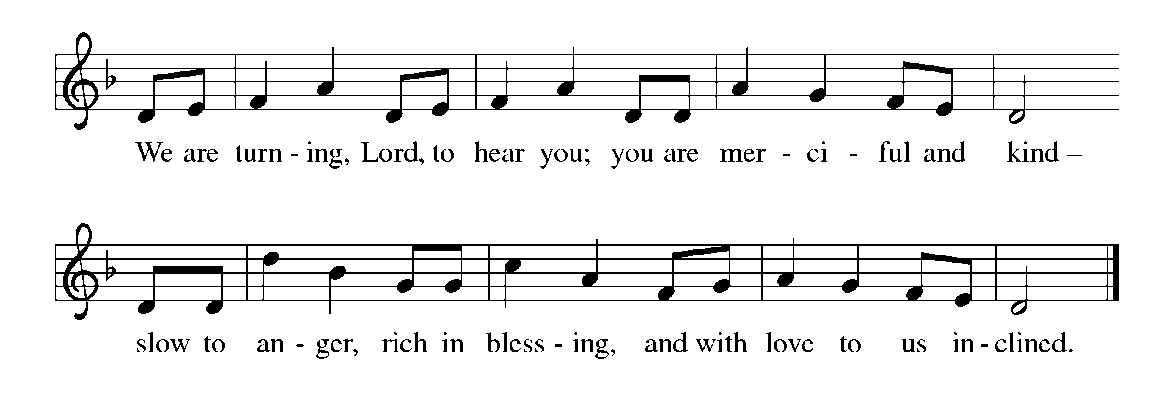 We are turn - ing, Lord, to hear you; you are mer - ci - ful and kind –
slow to an - ger, rich in bless - ing, and with love to us in - clined.